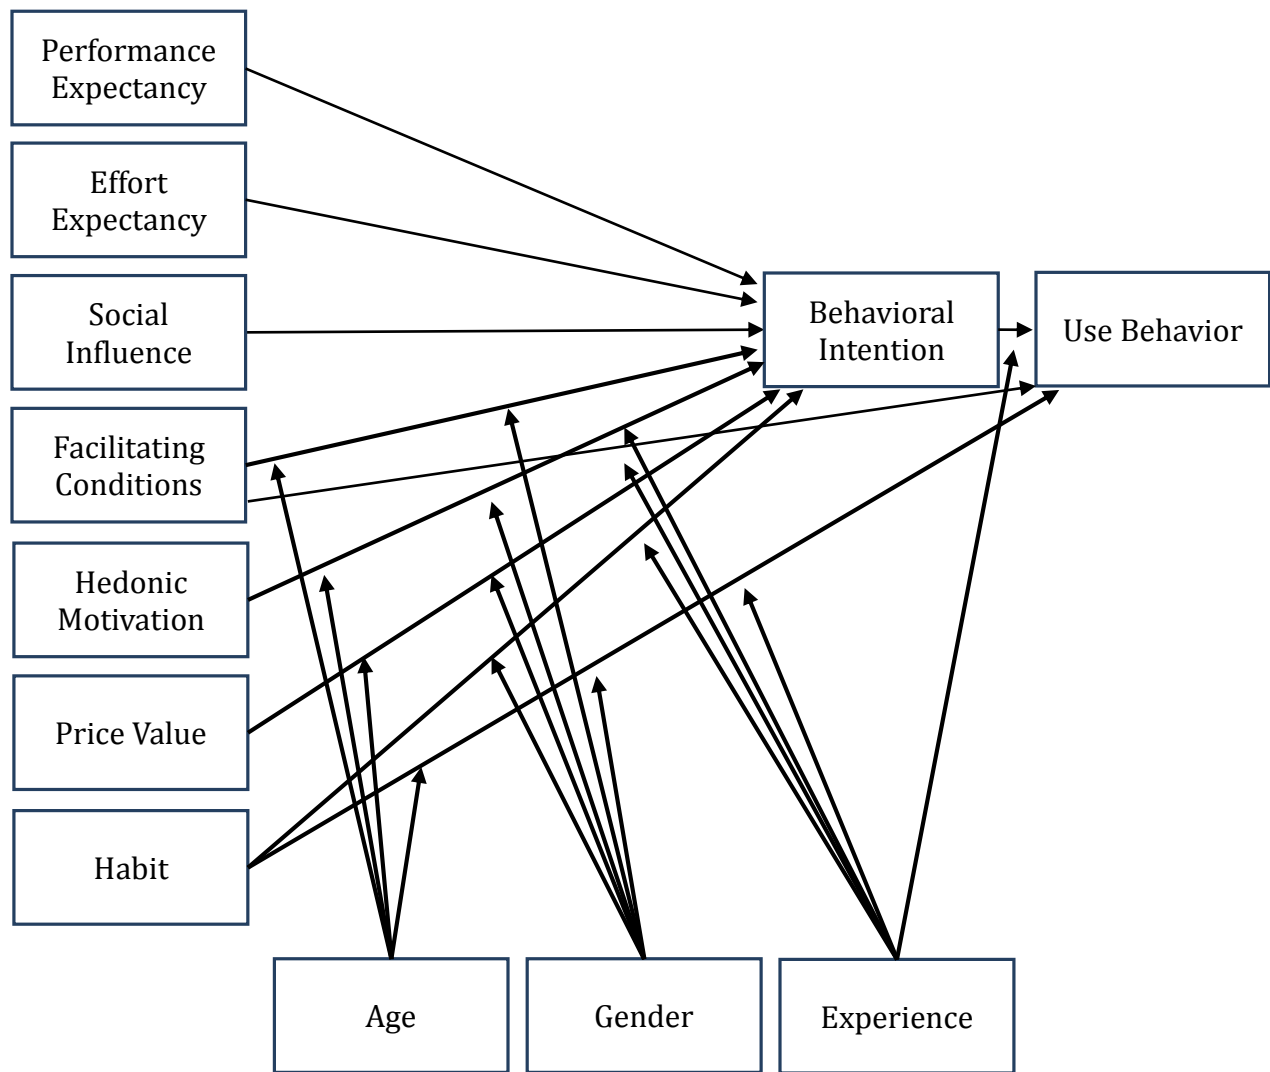 Performance
Expectancy
Effort
Expectancy
Social
Influence
Behavioral
Intention
Use Behavior
Facilitating
Conditions
Hedonic
Motivation
Price Value
Habit
Age
Gender
Experience